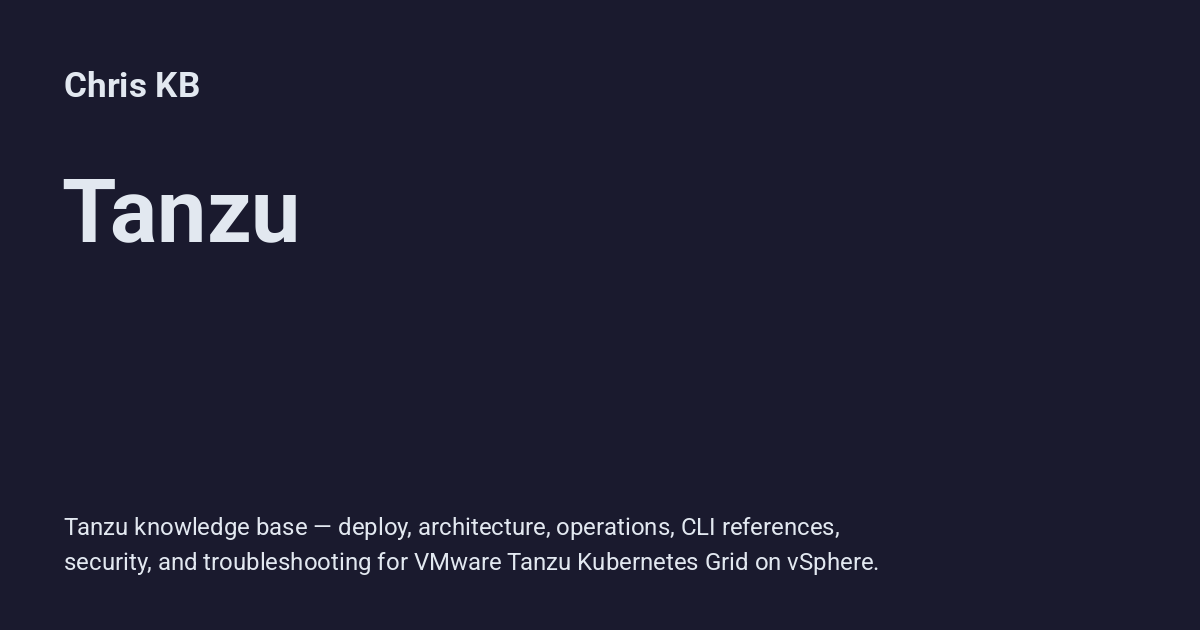 Chris KB
Tanzu
Tanzu knowledge base — deploy, architecture, operations, CLI references,
security, and troubleshooting for VMware Tanzu Kubernetes Grid on vSphere.